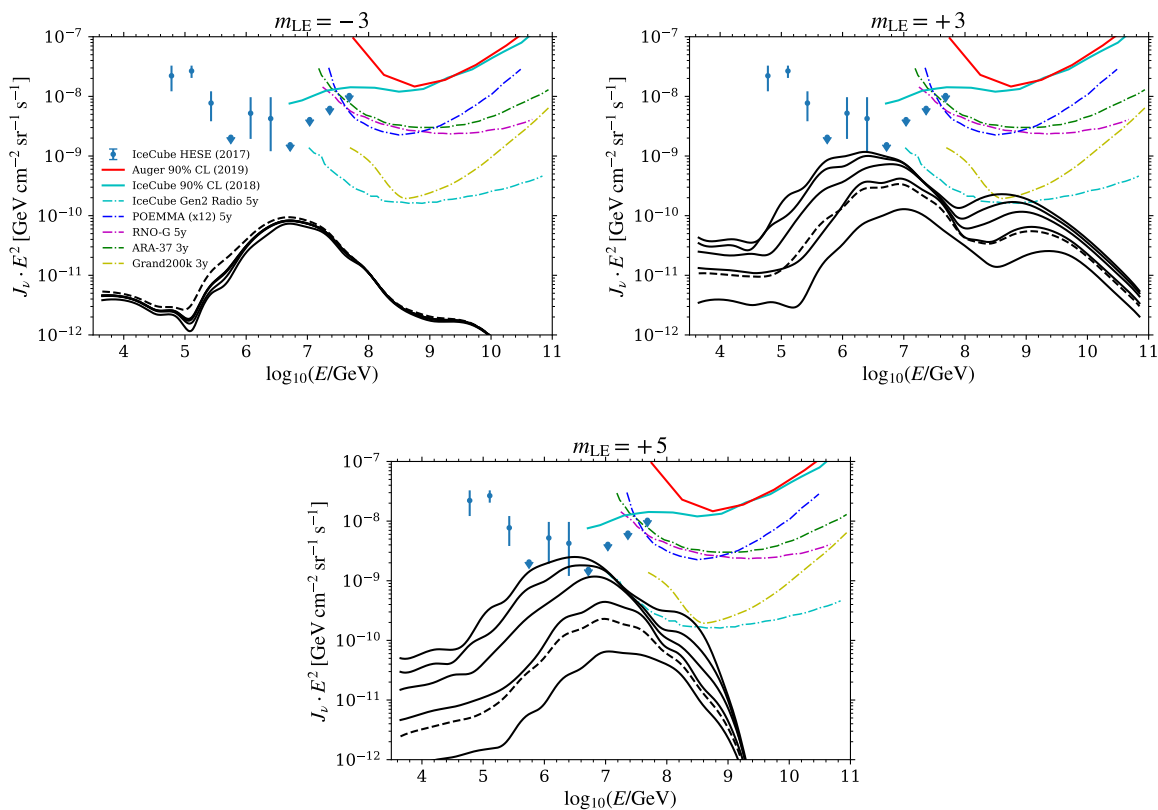 m_LE = −3
10⁻⁷
10⁻⁸
10⁻⁹
10⁻¹⁰
10⁻¹¹
10⁻¹²
J_ν · E² [GeV cm⁻² sr⁻¹ s⁻¹]
IceCube HESE (2017)
Auger 90% CL (2019)
IceCube 90% CL (2018)
IceCube Gen2 Radio 5y
POEMMA (x12) 5y
RNO-G 5y
ARA-37 3y
Grand200k 3y
4 5 6 7 8 9 10 11
log₁₀(E/GeV)
m_LE = +3
10⁻⁷
10⁻⁸
10⁻⁹
10⁻¹⁰
10⁻¹¹
10⁻¹²
J_ν · E² [GeV cm⁻² sr⁻¹ s⁻¹]
4 5 6 7 8 9 10 11
log₁₀(E/GeV)
m_LE = +5
10⁻⁷
10⁻⁸
10⁻⁹
10⁻¹⁰
10⁻¹¹
10⁻¹²
J_ν · E² [GeV cm⁻² sr⁻¹ s⁻¹]
4 5 6 7 8 9 10 11
log₁₀(E/GeV)